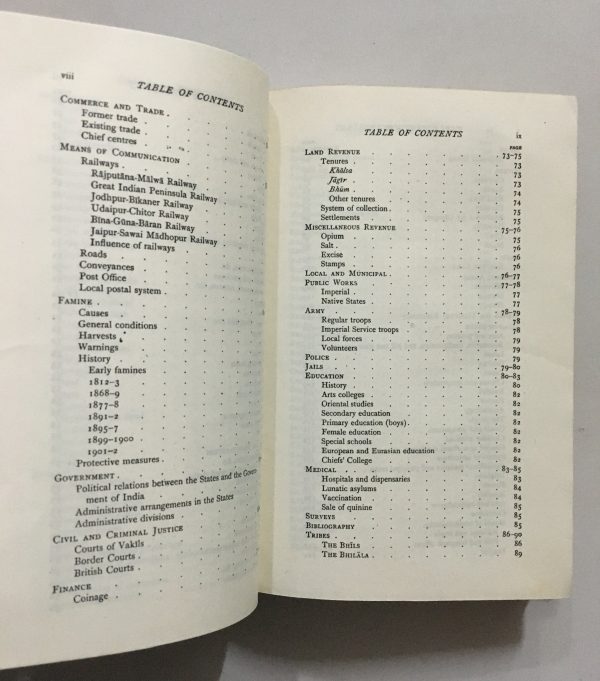 viii
TABLE OF CONTENTS
COMMERCE AND TRADE
Former trade
Existing trade
Chief centres
MEANS OF COMMUNICATION
Railways
Rājputāna-Mālwā Railway
Great Indian Peninsula Railway
Jodhpur-Bīkaner Railway
Udaipur-Chitor Railway
Bīna-Gūna-Bāran Railway
Jaipur-Sawai Mādhopur Railway
Influence of railways
Roads
Conveyances
Post Office
Local postal system
FAMINE
Causes
General conditions
Harvests
Warnings
History
Early famines
1812-3
1868-9
1877-8
1891-2
1895-7
1899-1900
1901-2
Protective measures
GOVERNMENT
Political relations between the States and the
ment of India
Administrative arrangements in the States
Administrative divisions
CIVIL AND CRIMINAL JUSTICE
Courts of Vakīls
Border Courts
British Courts
FINANCE
Coinage
TABLE OF CONTENTS ix
PAGE
LAND REVENUE 73-75
Tenures 73
Khālsa 73
Jāgīr 73
Bhūm 74
Other tenures 74
System of collection 75
Settlements 75
MISCELLANEOUS REVENUE 75-76
Opium 75
Salt 76
Excise 76
Stamps 76
LOCAL AND MUNICIPAL 76-77
PUBLIC WORKS 77-78
Imperial 77
Native States 77
ARMY 78-79
Regular troops 78
Imperial Service troops 78
Local forces 79
Volunteers 79
POLICE 79
JAILS 79-80
EDUCATION 80-83
History 80
Arts colleges 82
Oriental studies 82
Secondary education 82
Primary education (boys) 82
Female education 82
Special schools 82
European and Eurasian education 82
Chiefs' College 82
MEDICAL 83-85
Hospitals and dispensaries 83
Lunatic asylums 84
Vaccination 84
Sale of quinine 85
SURVEYS 85
BIBLIOGRAPHY 85
TRIBES 86-90
THE BHĪLS 86
THE BHILĀLA 89